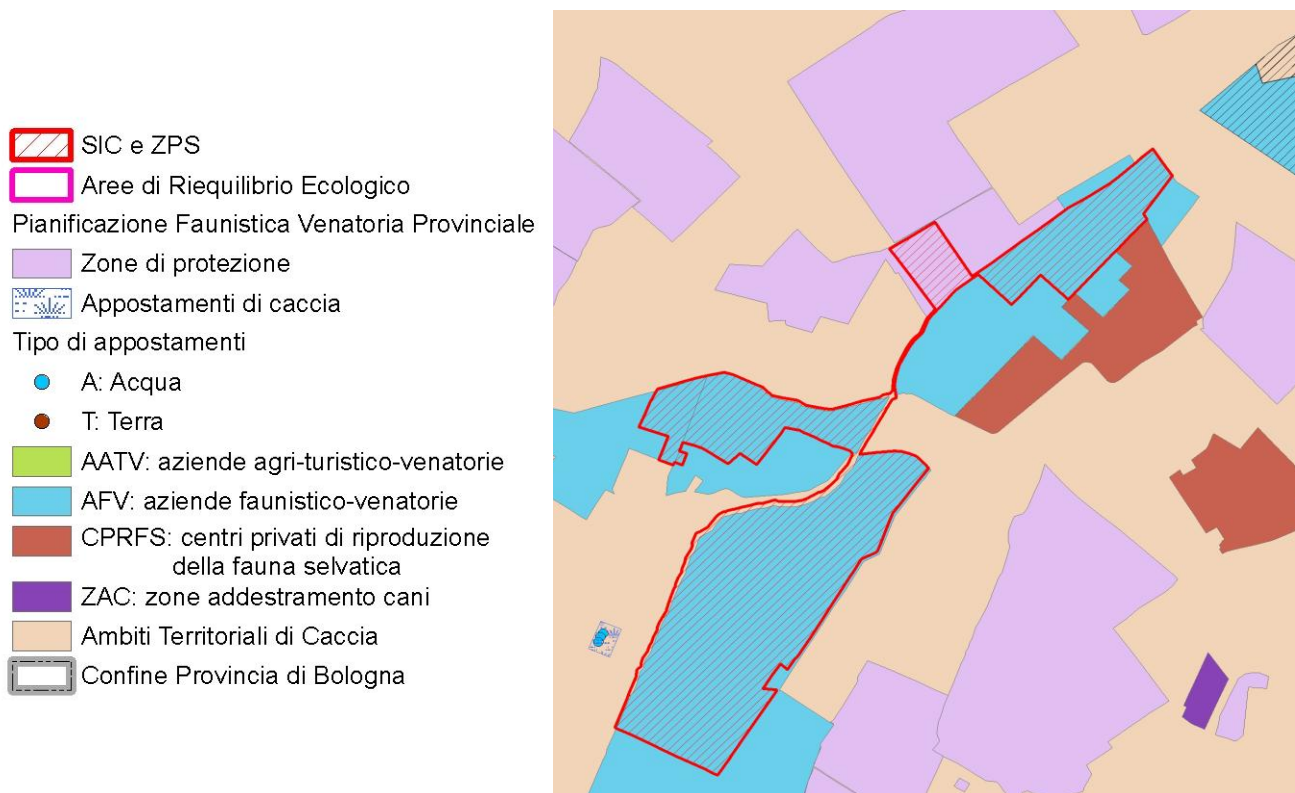 SIC e ZPS
Aree di Riequilibrio Ecologico
Pianificazione Faunistica Venatoria Provinciale
Zone di protezione
Appostamenti di caccia
Tipo di appostamenti
A: Acqua
T: Terra
AATV: aziende agri-turistico-venatorie
AFV: aziende faunistico-venatorie
CPRFS: centri privati di riproduzione
della fauna selvatica
ZAC: zone addestramento cani
Ambiti Territoriali di Caccia
Confine Provincia di Bologna